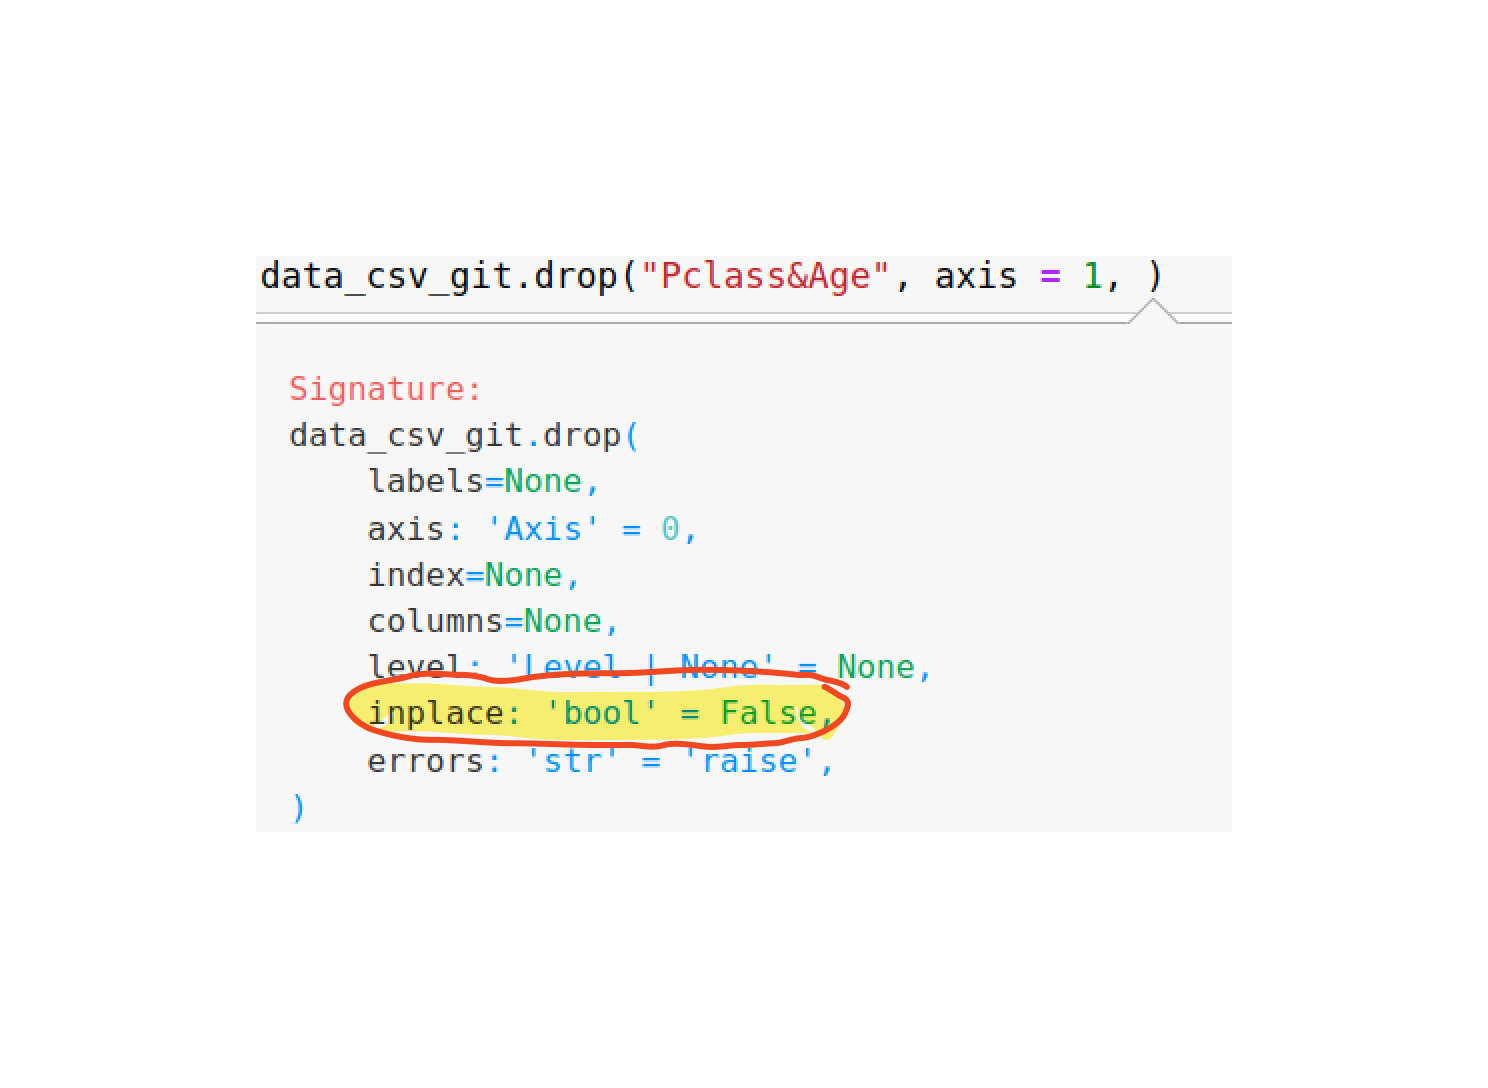 data_csv_git.drop("Pclass&Age", axis = 1, )
Signature:
data_csv_git.drop(
    labels=None,
    axis: 'Axis' = 0,
    index=None,
    columns=None,
    level: 'Level | None' = None,
    inplace: 'bool' = False,
    errors: 'str' = 'raise',
)